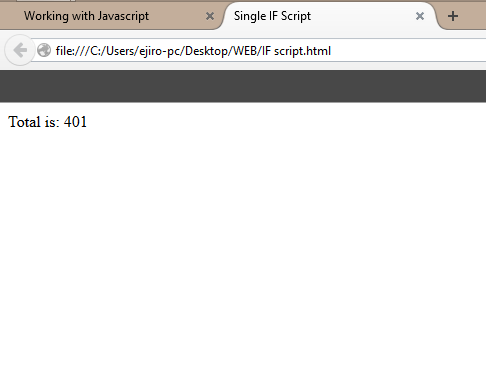 Working with Javascript
Single IF Script
file:///C:/Users/ejiro-pc/Desktop/WEB/IF script.html
Total is: 401